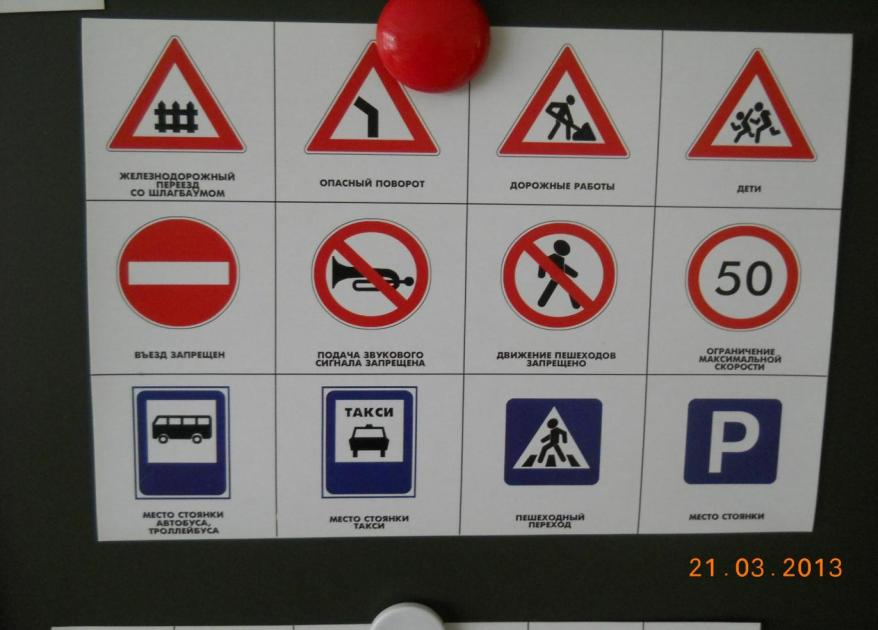 ЖЕЛЕЗНОДОРОЖНЫЙ
ПЕРЕЕЗД
СО ШЛАГБАУМОМ
ОПАСНЫЙ ПОВОРОТ
ДОРОЖНЫЕ РАБОТЫ
ДЕТИ
ВЪЕЗД ЗАПРЕЩЕН
ПОДАЧА ЗВУКОВОГО
СИГНАЛА ЗАПРЕЩЕНА
ДВИЖЕНИЕ ПЕШЕХОДОВ
ЗАПРЕЩЕНО
50
ОГРАНИЧЕНИЕ
МАКСИМАЛЬНОЙ
СКОРОСТИ
МЕСТО СТОЯНКИ
АВТОБУСА,
ТРОЛЛЕЙБУСА
ТАКСИ
МЕСТО СТОЯНКИ
ТАКСИ
ПЕШЕХОДНЫЙ
ПЕРЕХОД
P
МЕСТО СТОЯНКИ
21.03.2013